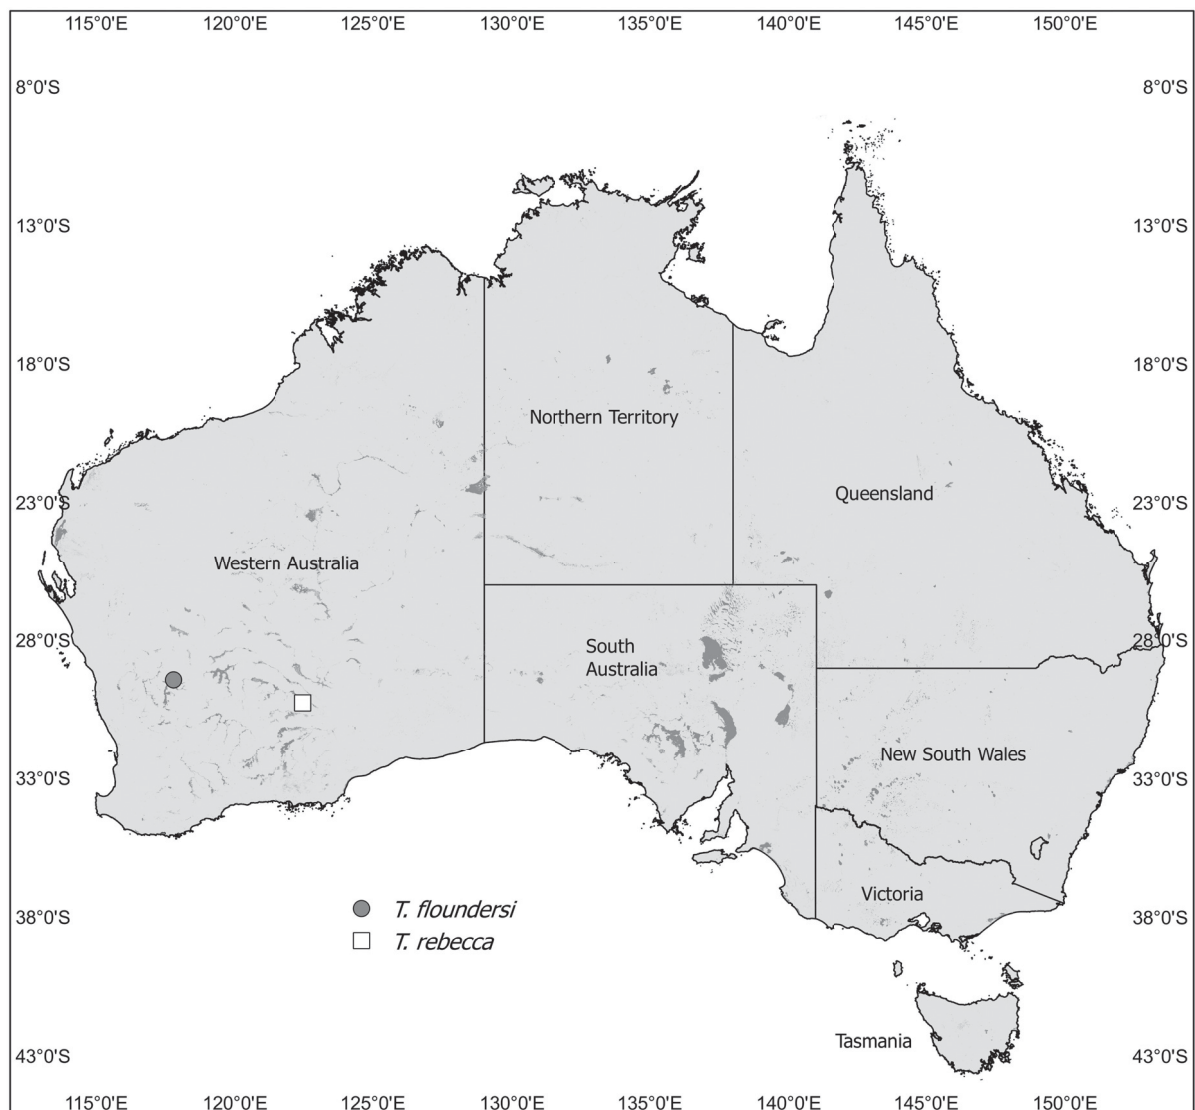 115°0'E 120°0'E 125°0'E 130°0'E 135°0'E 140°0'E 145°0'E 150°0'E
8°0'S 8°0'S
13°0'S 13°0'S
18°0'S 18°0'S
Northern Territory
Queensland
23°0'S 23°0'S
Western Australia
28°0'S 28°0'S
South
Australia
New South Wales
33°0'S 33°0'S
Victoria
T. floundersi
38°0'S 38°0'S
T. rebecca
Tasmania
43°0'S 43°0'S
115°0'E 120°0'E 125°0'E 130°0'E 135°0'E 140°0'E 145°0'E 150°0'E